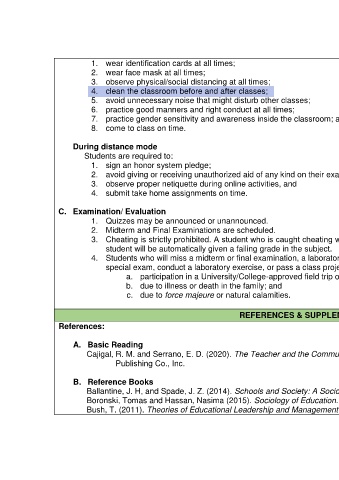 1. wear identification cards at all times;
2. wear face mask at all times;
3. observe physical/social distancing at all times;
4. clean the classroom before and after classes;
5. avoid unnecessary noise that might disturb other classes;
6. practice good manners and right conduct at all times;
7. practice gender sensitivity and awareness inside the classroom; a
8. come to class on time.
During distance mode
Students are required to:
1. sign an honor system pledge;
2. avoid giving or receiving unauthorized aid of any kind on their exa
3. observe proper netiquette during online activities, and
4. submit take home assignments on time.
C. Examination/ Evaluation
1. Quizzes may be announced or unannounced.
2. Midterm and Final Examinations are scheduled.
3. Cheating is strictly prohibited. A student who is caught cheating w
student will be automatically given a failing grade in the subject.
4. Students who will miss a midterm or final examination, a laborator
special exam, conduct a laboratory exercise, or pass a class proje
a. participation in a University/College-approved field trip o
b. due to illness or death in the family; and
c. due to force majeure or natural calamities.
REFERENCES & SUPPLEM
References:
A. Basic Reading
Cajigal, R. M. and Serrano, E. D. (2020). The Teacher and the Commu
Publishing Co., Inc.
B. Reference Books
Ballantine, J. H, and Spade, J. Z. (2014). Schools and Society: A Socio
Boronski, Tomas and Hassan, Nasima (2015). Sociology of Education.
Bush, T. (2011). Theories of Educational Leadership and Management